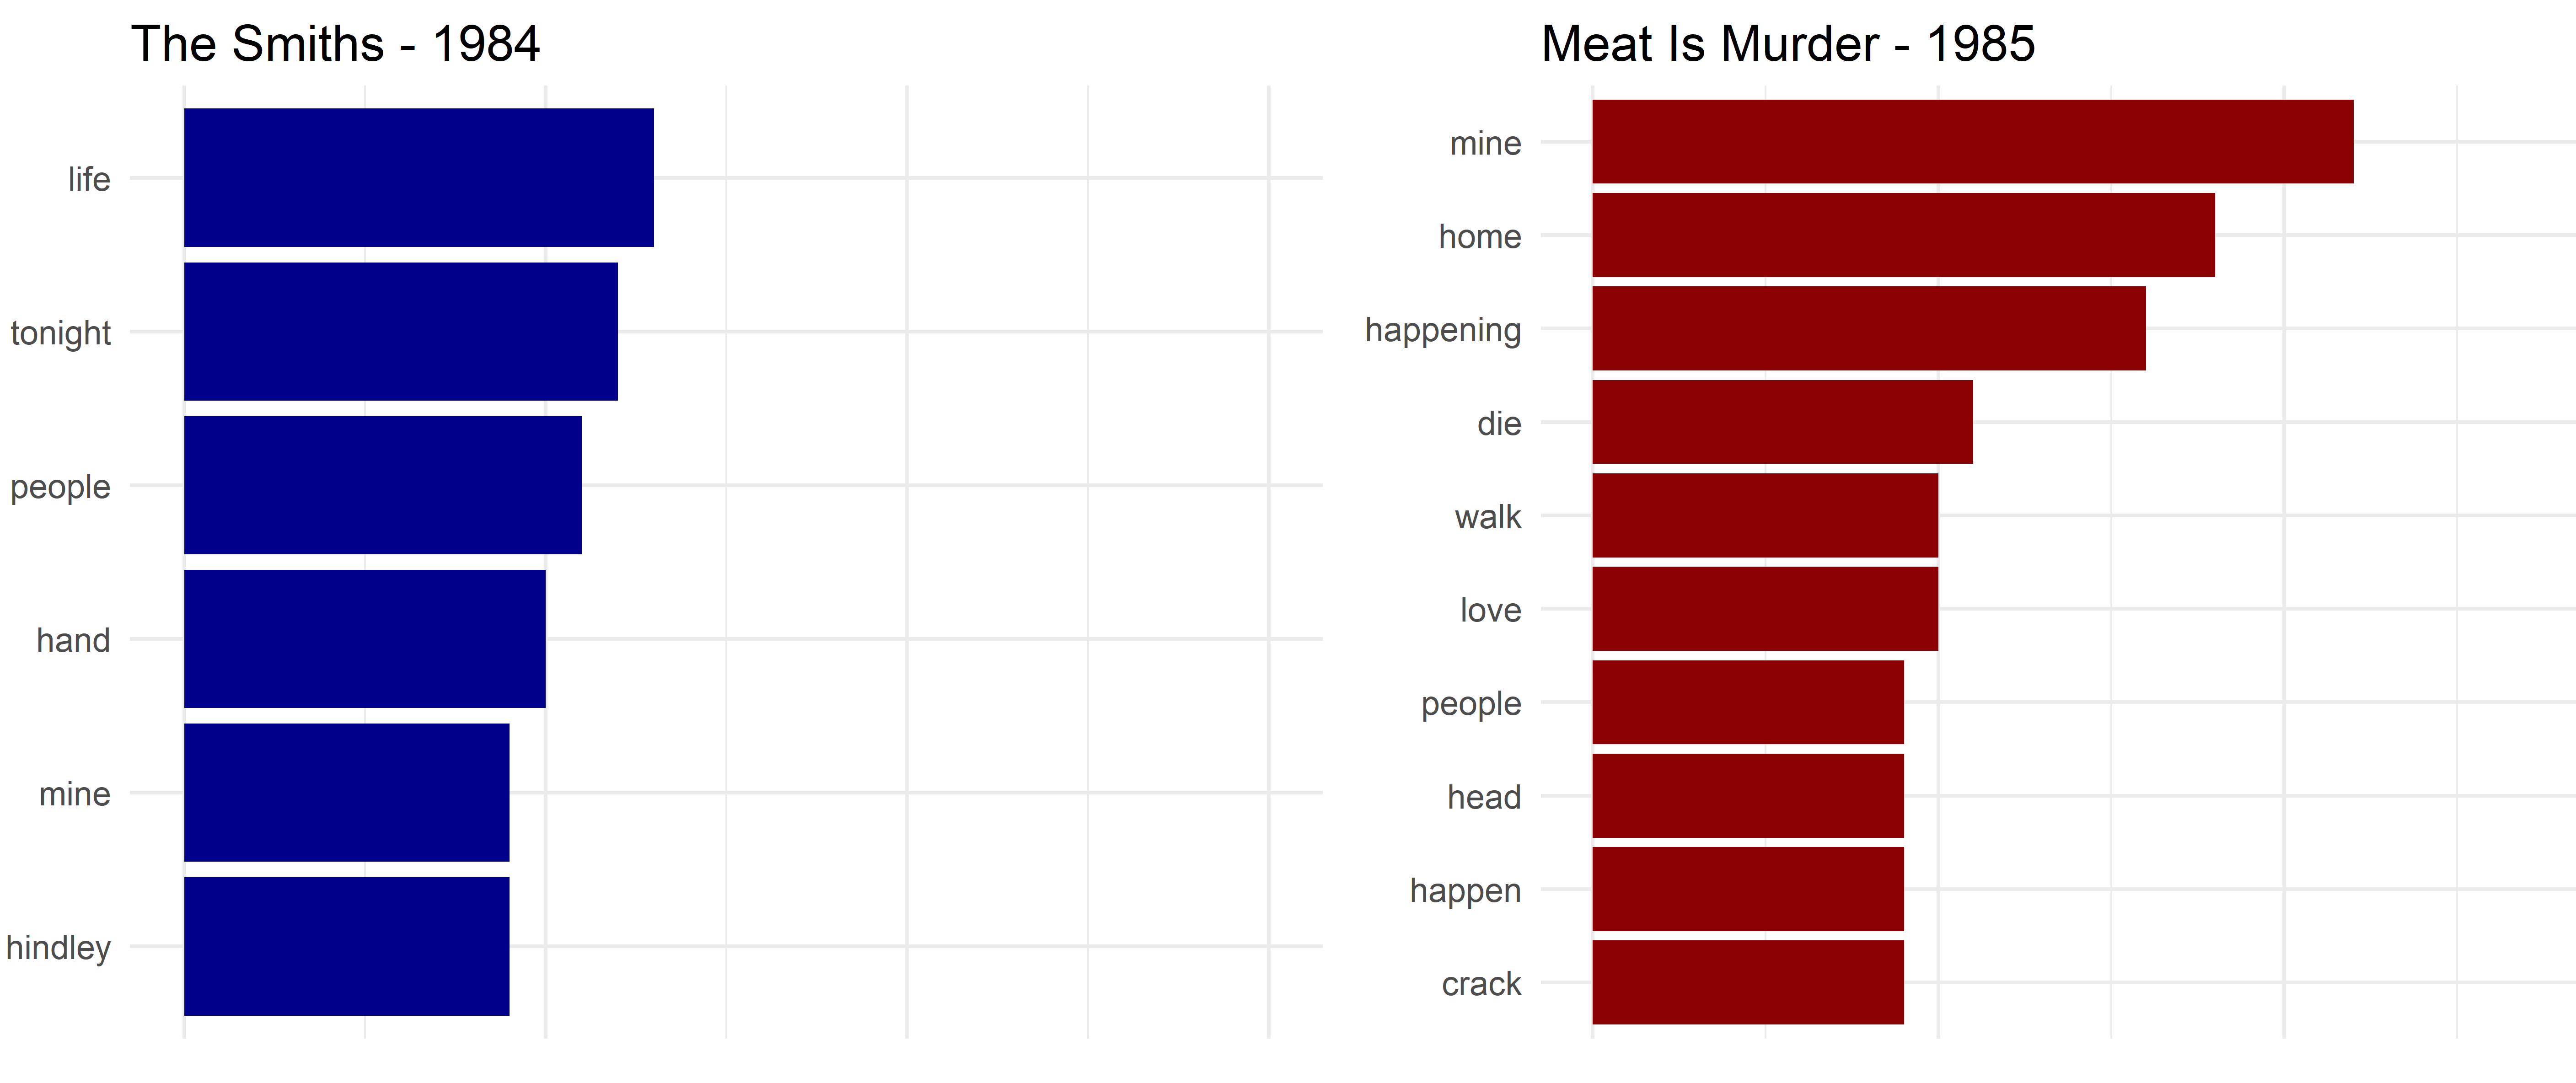 The Smiths - 1984
life
tonight
people
hand
mine
hindley
Meat Is Murder - 1985
mine
home
happening
die
walk
love
people
head
happen
crack